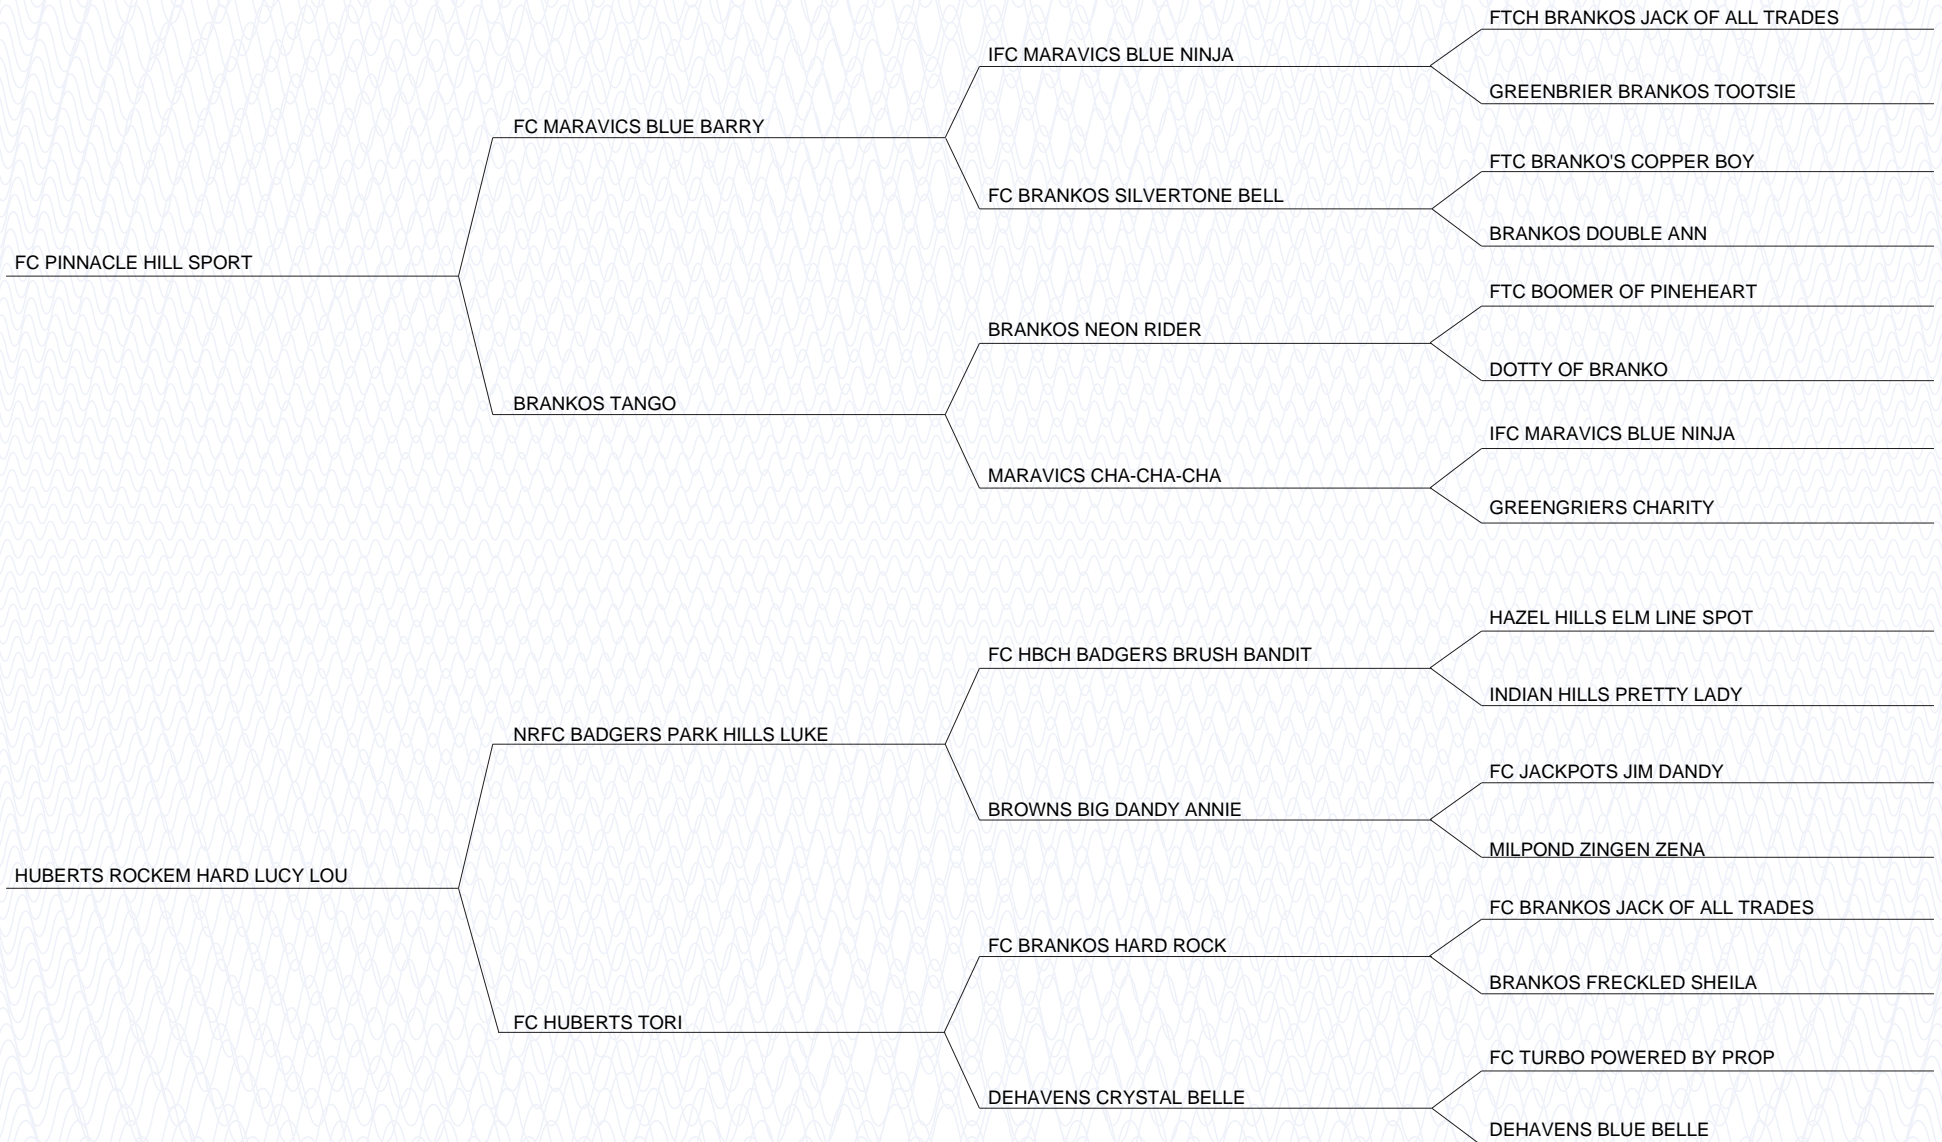 FTCH BRANKOS JACK OF ALL TRADES
IFC MARAVICS BLUE NINJA
GREENBRIER BRANKOS TOOTSIE
FC MARAVICS BLUE BARRY
FTC BRANKO'S COPPER BOY
FC BRANKOS SILVERTONE BELL
BRANKOS DOUBLE ANN
FC PINNACLE HILL SPORT
FTC BOOMER OF PINEHEART
BRANKOS NEON RIDER
DOTTY OF BRANKO
BRANKOS TANGO
IFC MARAVICS BLUE NINJA
MARAVICS CHA-CHA-CHA
GREENGRIERS CHARITY
HAZEL HILLS ELM LINE SPOT
FC HBCH BADGERS BRUSH BANDIT
INDIAN HILLS PRETTY LADY
NRFC BADGERS PARK HILLS LUKE
FC JACKPOTS JIM DANDY
BROWNS BIG DANDY ANNIE
MILPOND ZINGEN ZENA
HUBERTS ROCKEM HARD LUCY LOU
FC BRANKOS JACK OF ALL TRADES
FC BRANKOS HARD ROCK
BRANKOS FRECKLED SHEILA
FC HUBERTS TORI
FC TURBO POWERED BY PROP
DEHAVENS CRYSTAL BELLE
DEHAVENS BLUE BELLE